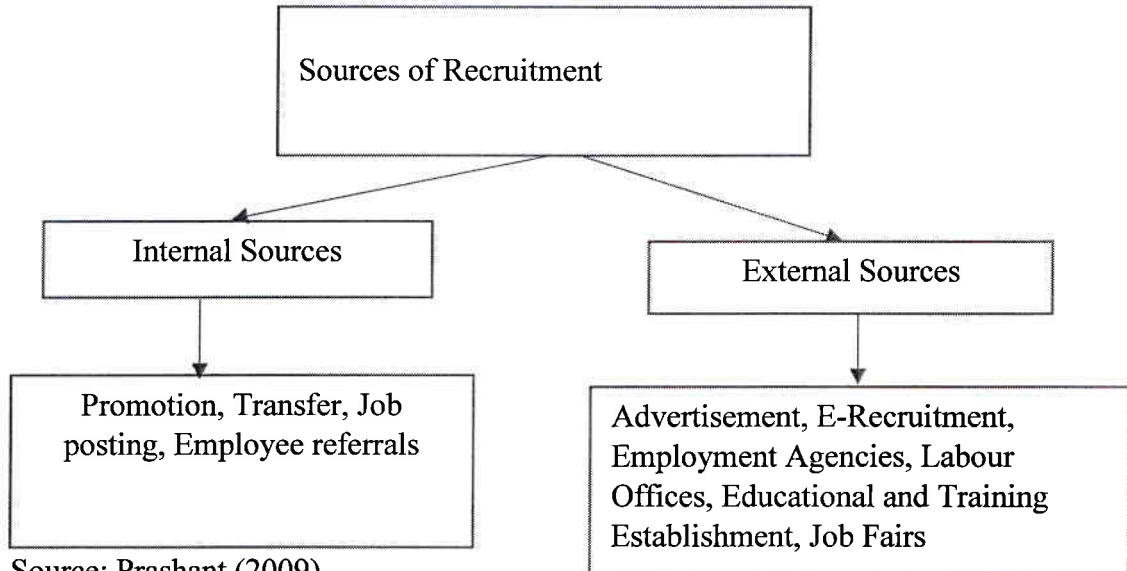 Sources of Recruitment
Internal Sources
External Sources
Promotion, Transfer, Job
posting, Employee referrals
Advertisement, E-Recruitment,
Employment Agencies, Labour
Offices, Educational and Training
Establishment, Job Fairs
Source: Prashant (2009)